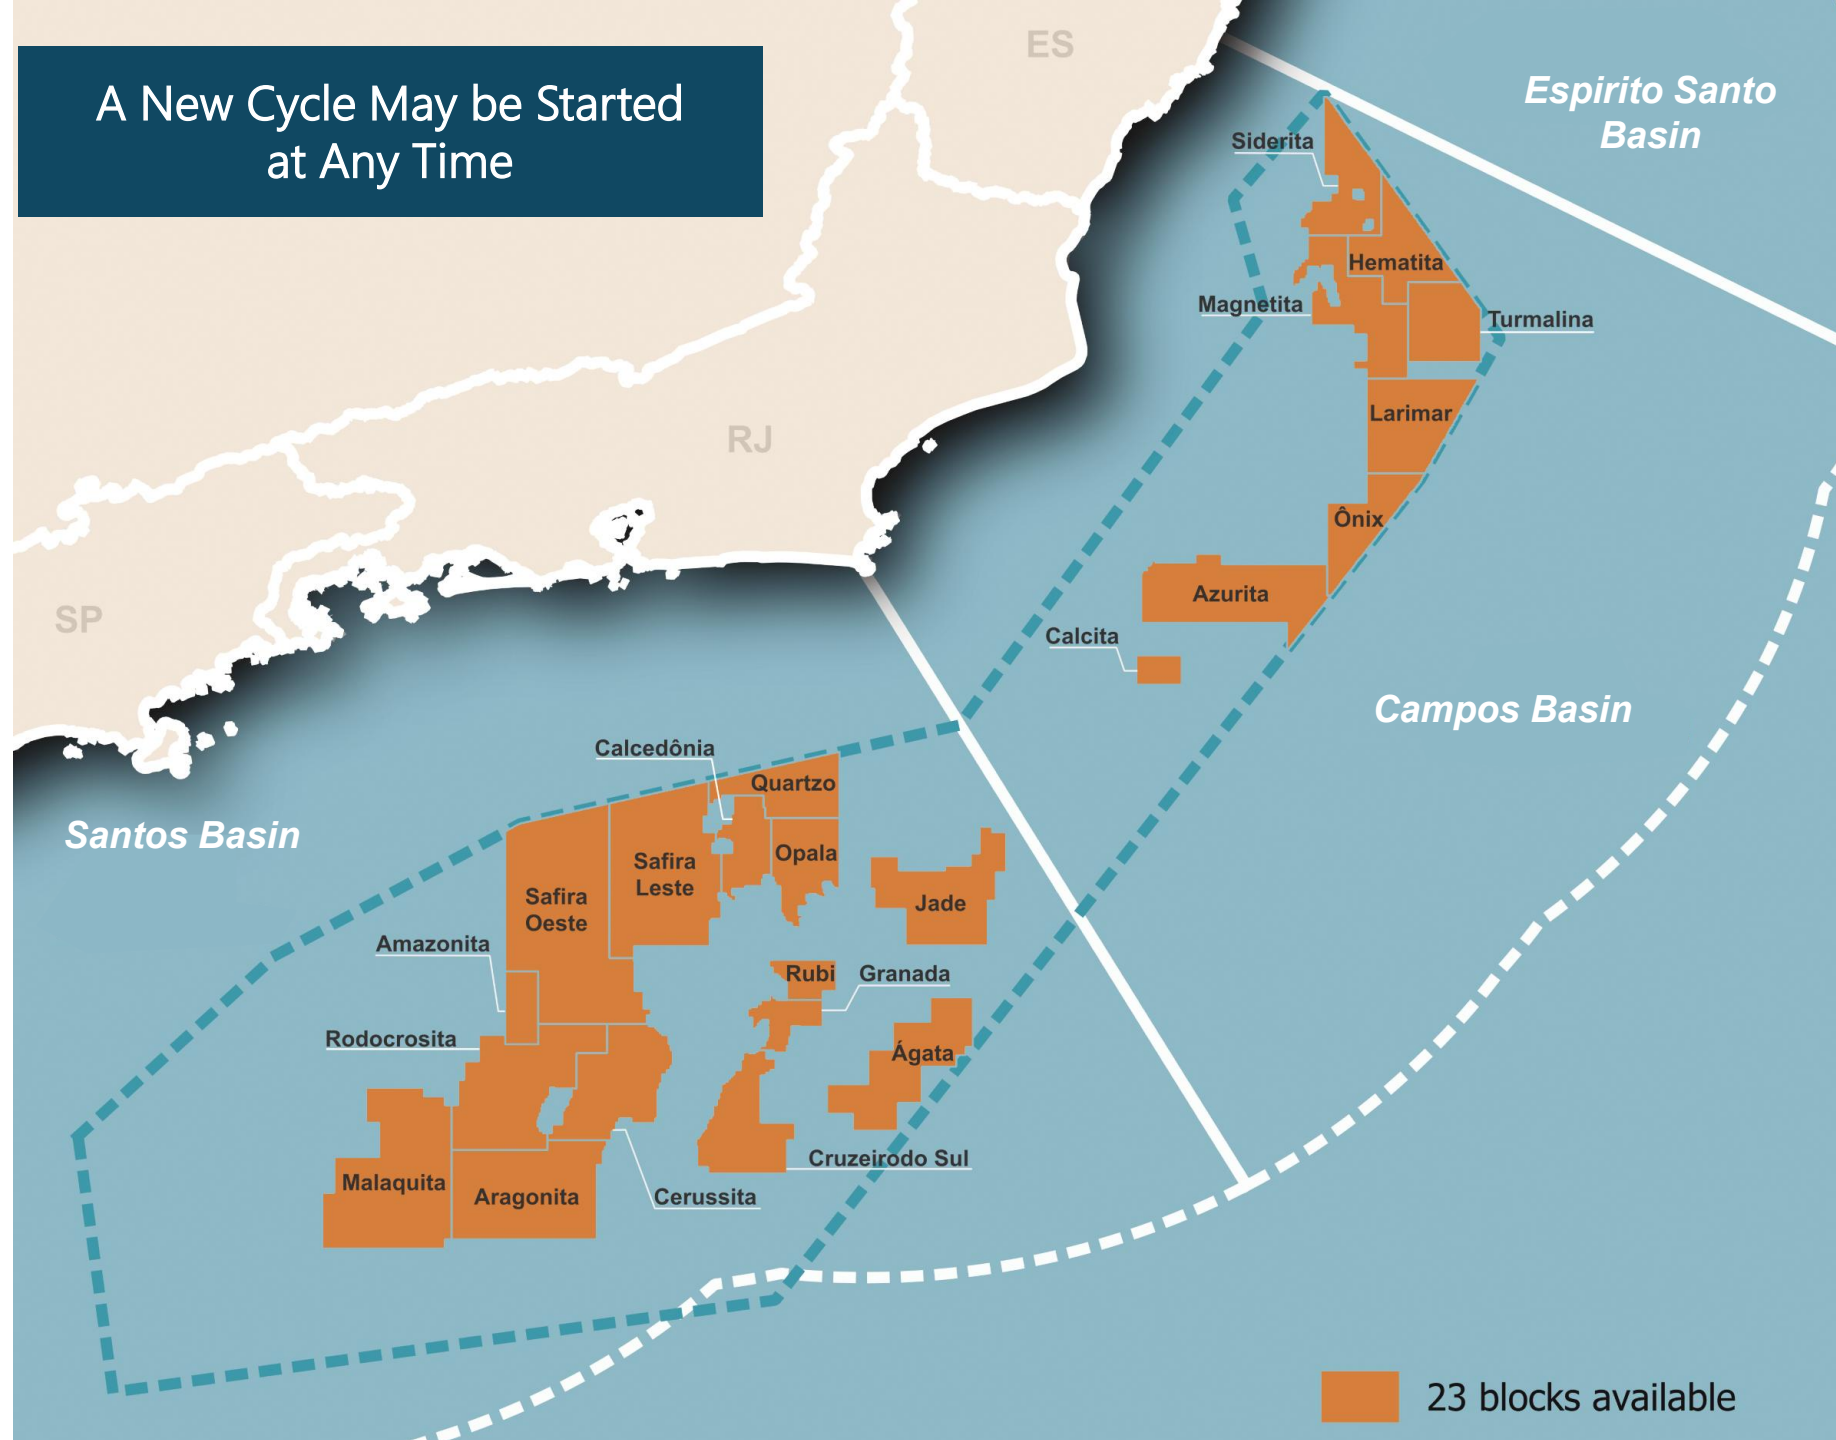 A New Cycle May be Started
at Any Time
ES
Espirito Santo
Basin
Siderita
Hematita
Magnetita
Turmalina
Larimar
RJ
Ônix
Azurita
SP
Calcita
Campos Basin
Calcedônia
Quartzo
Santos Basin
Safira
Leste
Opala
Safira
Oeste
Jade
Amazonita
Rubi
Granada
Rodocrosita
Ágata
Cruzeirodo Sul
Malaquita
Aragonita
Cerussita
23 blocks available